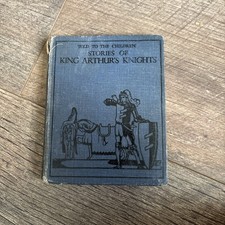 TOLD TO THE CHILDREN
STORIES OF
KING ARTHUR'S KNIGHTS